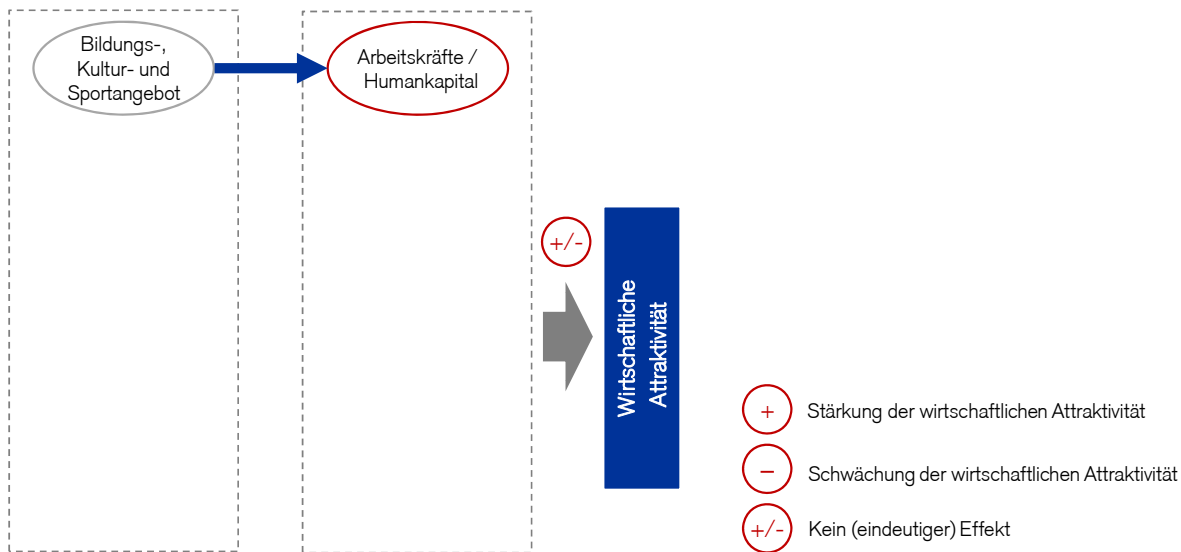 Bildungs-,
Kultur- und
Sportangebot
Arbeitskräfte /
Humankapital
+/-
Wirtschaftliche
Attraktivität
+ Stärkung der wirtschaftlichen Attraktivität
− Schwächung der wirtschaftlichen Attraktivität
+/- Kein (eindeutiger) Effekt